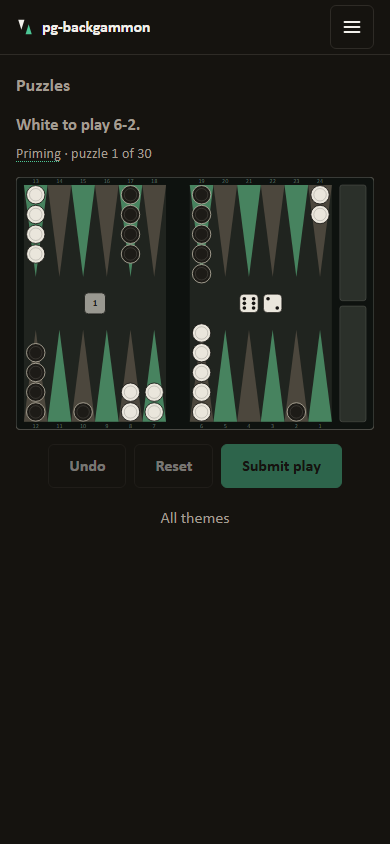 pg-backgammon
Puzzles
White to play 6-2.
Priming · puzzle 1 of 30
13 14 15 16 17 18 19 20 21 22 23 24
1
12 11 10 9 8 7 6 5 4 3 2 1
Undo Reset Submit play
All themes